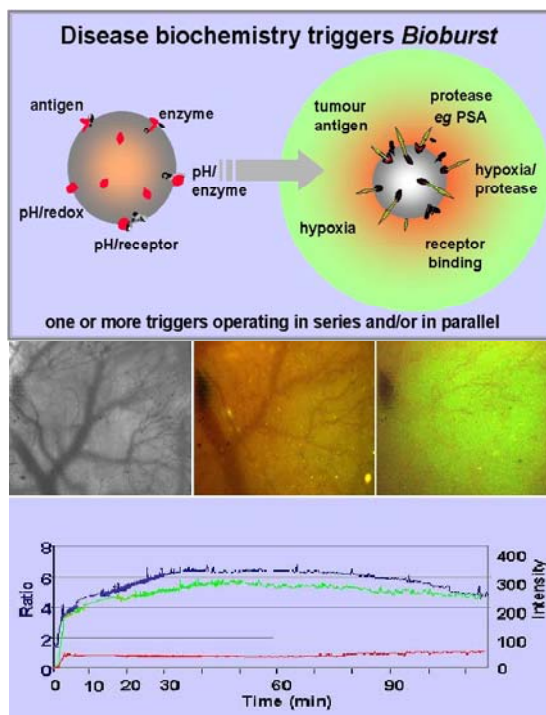 Disease biochemistry triggers Bioburst
antigen
enzyme
pH/
enzyme
pH/redox
pH/receptor
tumour
antigen
protease
eg PSA
hypoxia/
protease
hypoxia
receptor
binding
one or more triggers operating in series and/or in parallel
8
6
4
2
0
Ratio
400
300
200
100
0
Intensity
0 10 20 30 60 90
Time (min)